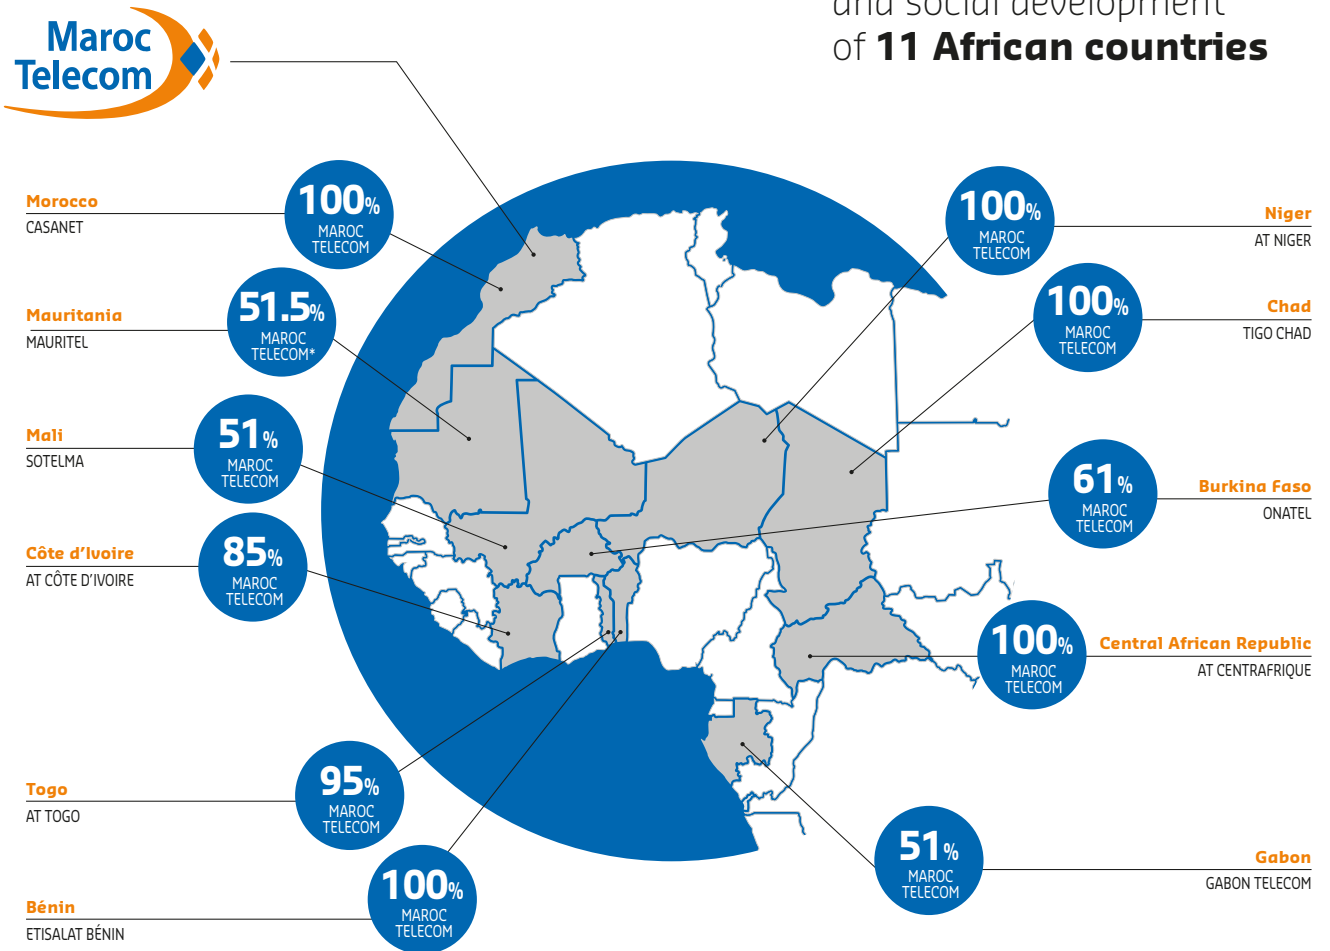 and social development
of 11 African countries
Maroc
Telecom
Morocco
CASANET
100%
MAROC
TELECOM
Mauritania
MAURITEL
51.5%
MAROC
TELECOM*
Mali
SOTELMA
51%
MAROC
TELECOM
Côte d'Ivoire
AT CÔTE D'IVOIRE
85%
MAROC
TELECOM
Togo
AT TOGO
95%
MAROC
TELECOM
Bénin
ETISALAT BÉNIN
100%
MAROC
TELECOM
100%
MAROC
TELECOM
Niger
AT NIGER
100%
MAROC
TELECOM
Chad
TIGO CHAD
61%
MAROC
TELECOM
Burkina Faso
ONATEL
100%
MAROC
TELECOM
Central African Republic
AT CENTRAFRIQUE
51%
MAROC
TELECOM
Gabon
GABON TELECOM